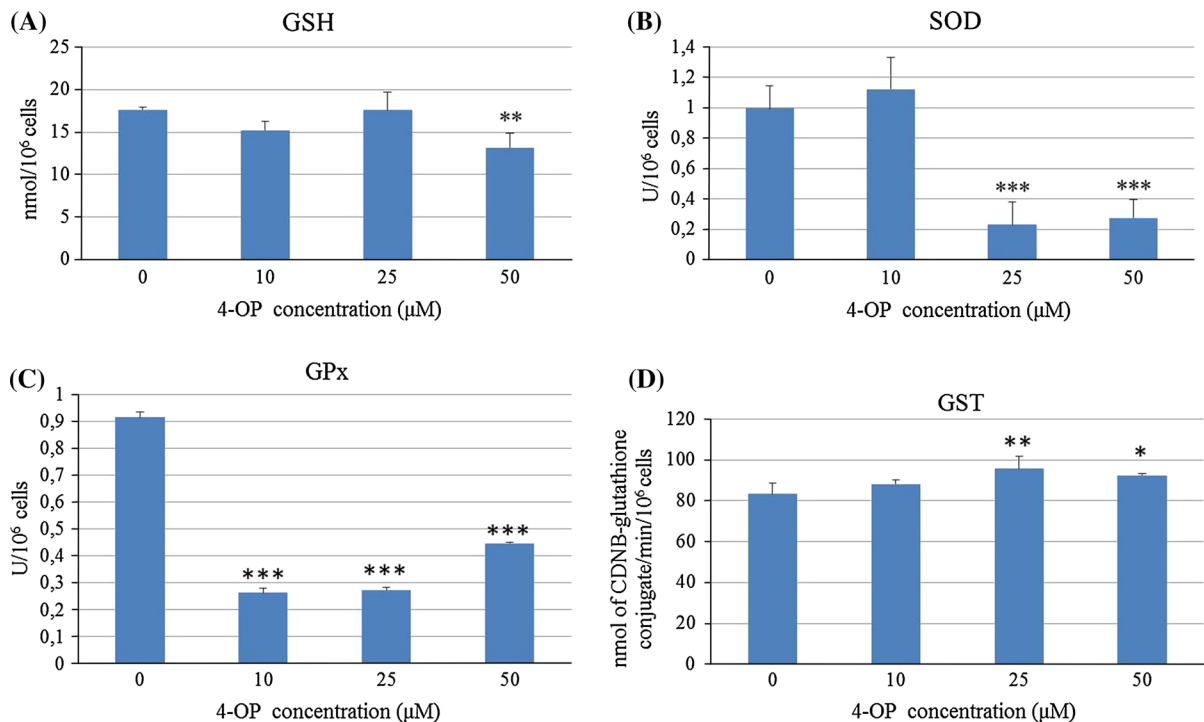 (A)
GSH
nmol/10⁶ cells
25
20
15
10
5
0
**
0 10 25 50
4-OP concentration (µM)
(B)
SOD
U/10⁶ cells
1,4
1,2
1
0,8
0,6
0,4
0,2
0
*** ***
0 10 25 50
4-OP concentration (µM)
(C)
GPx
U/10⁶ cells
1
0,9
0,8
0,7
0,6
0,5
0,4
0,3
0,2
0,1
0
*** *** ***
0 10 25 50
4-OP concentration (µM)
(D)
GST
nmol of CDNB-glutathione
conjugate/min/10⁶ cells
120
100
80
60
40
20
0
** *
0 10 25 50
4-OP concentration (µM)